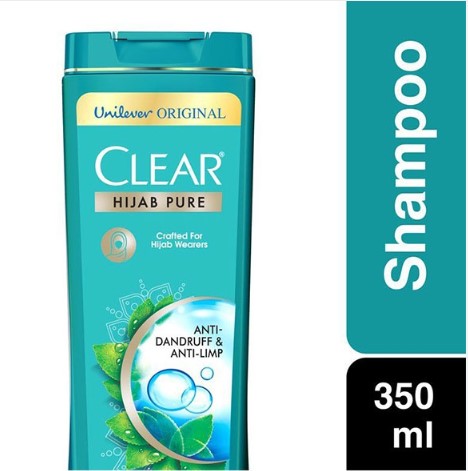 Unilever ORIGINAL
CLEAR®
HIJAB PURE
Crafted For
Hijab Wearers
ANTI-
DANDRUFF &
ANTI-LIMP
Shampoo
350
ml